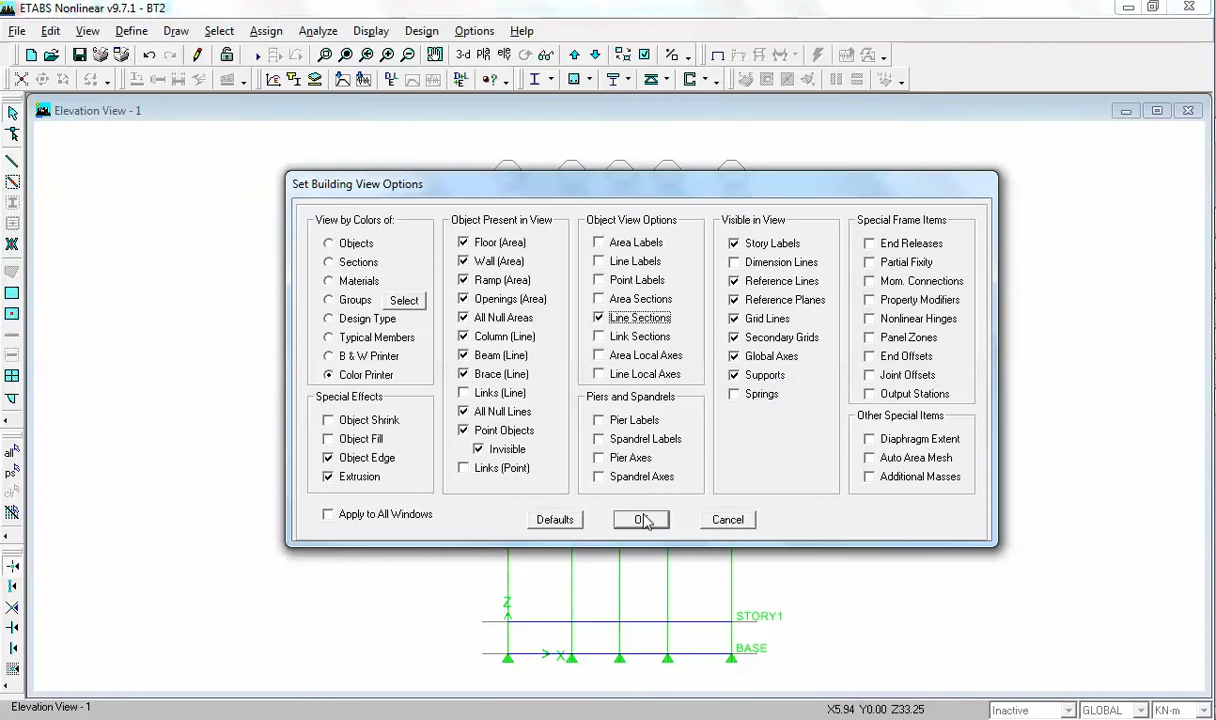 ETABS Nonlinear v9.7.1 - BT2
File Edit View Define Draw Select Assign Analyze Display Design Options Help
3-d
Elevation View - 1
Set Building View Options
View by Colors of:
Objects
Sections
Materials
Groups Select
Design Type
Typical Members
B & W Printer
Color Printer
Special Effects
Object Shrink
Object Fill
Object Edge
Extrusion
Apply to All Windows
Object Present in View
Floor (Area)
Wall (Area)
Ramp (Area)
Openings (Area)
All Null Areas
Column (Line)
Beam (Line)
Brace (Line)
Links (Line)
All Null Lines
Point Objects
Invisible
Links (Point)
Object View Options
Area Labels
Line Labels
Point Labels
Area Sections
Line Sections
Link Sections
Area Local Axes
Line Local Axes
Piers and Spandrels
Pier Labels
Spandrel Labels
Pier Axes
Spandrel Axes
Visible in View
Story Labels
Dimension Lines
Reference Lines
Reference Planes
Grid Lines
Secondary Grids
Global Axes
Supports
Springs
Special Frame Items
End Releases
Partial Fixity
Mom. Connections
Property Modifiers
Nonlinear Hinges
Panel Zones
End Offsets
Joint Offsets
Output Stations
Other Special Items
Diaphragm Extent
Auto Area Mesh
Additional Masses
Defaults Cancel
Z
STORY1
X
BASE
all
ps
clr
Elevation View - 1 X5.94 Y0.00 Z33.25 Inactive GLOBAL KN-m